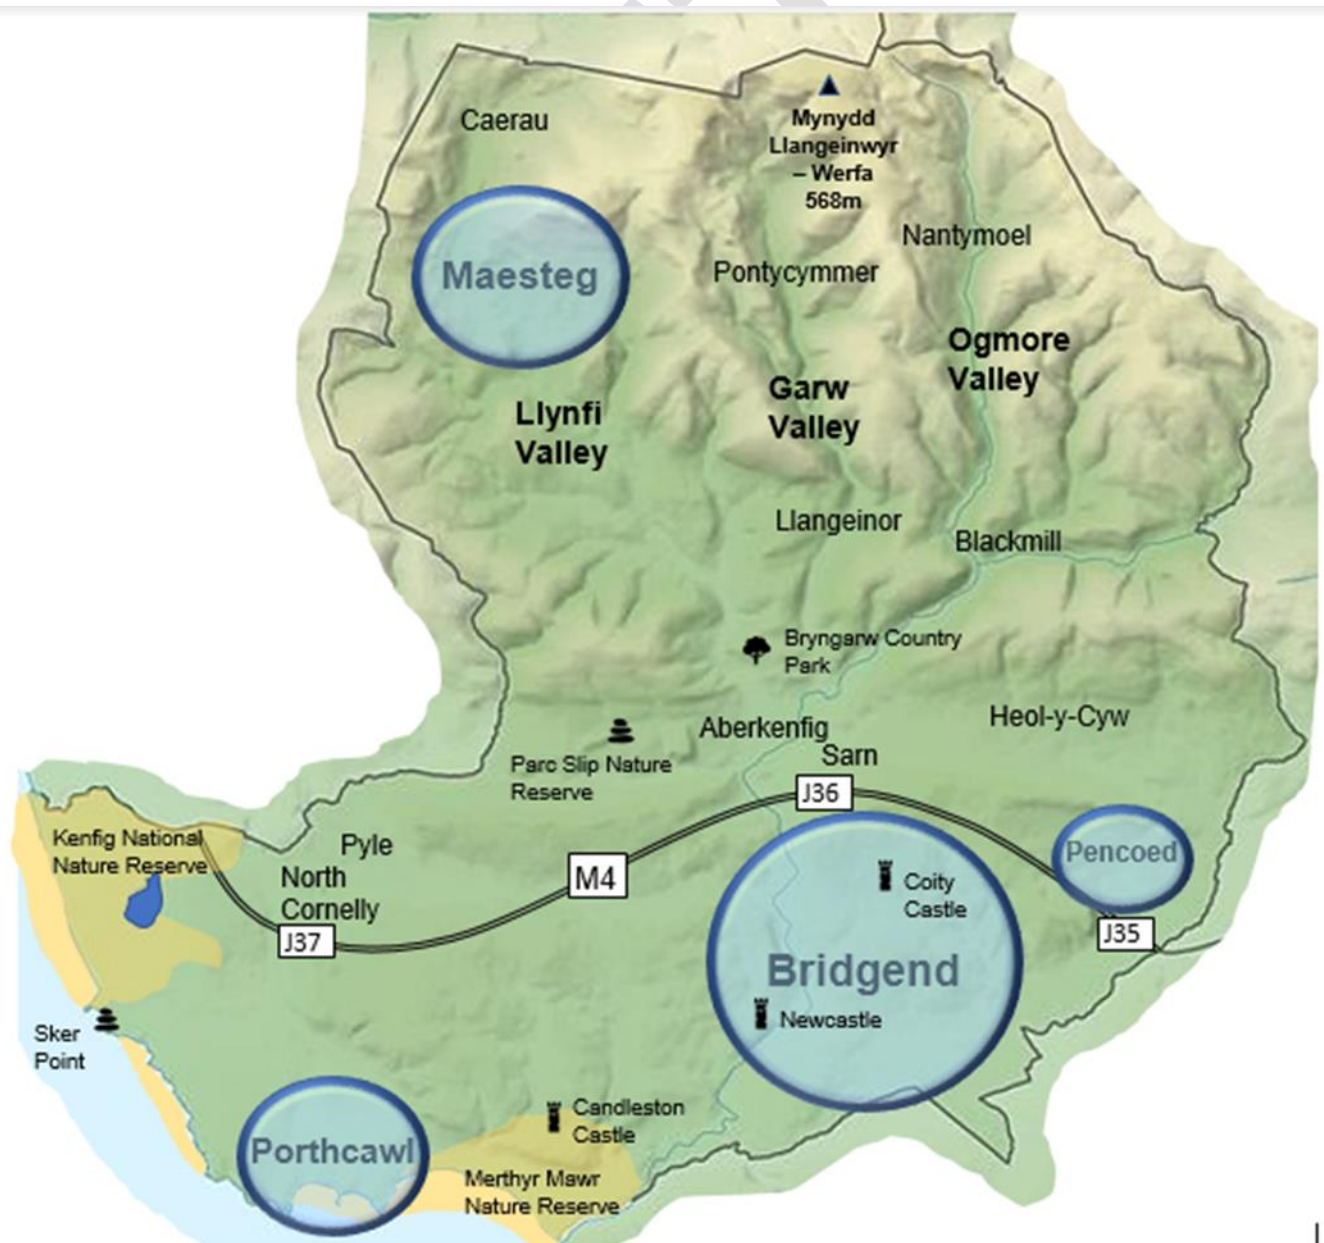 Caerau
Mynydd
Llangeinwyr
– Werfa
568m
Maesteg
Nantymoel
Pontycymmer
Ogmore
Valley
Garw
Valley
Llynfi
Valley
Llangeinor
Blackmill
Bryngarw Country
Park
Heol-y-Cyw
Aberkenfig
Sarn
Parc Slip Nature
Reserve
J36
Kenfig National
Nature Reserve
Pyle
North
Cornelly
M4
Pencoed
Coity
Castle
J37
J35
Bridgend
Newcastle
Sker
Point
Candleston
Castle
Porthcawl
Merthyr Mawr
Nature Reserve